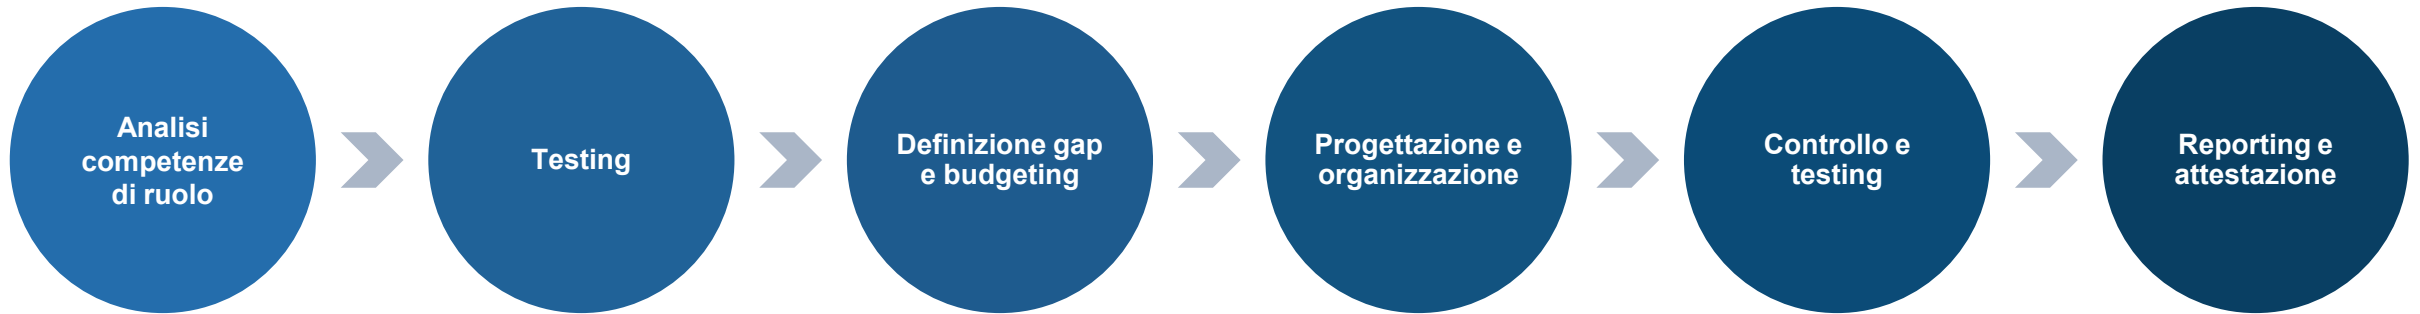 Analisi
competenze
di ruolo
Testing
Definizione gap
e budgeting
Progettazione e
organizzazione
Controllo e
testing
Reporting e
attestazione